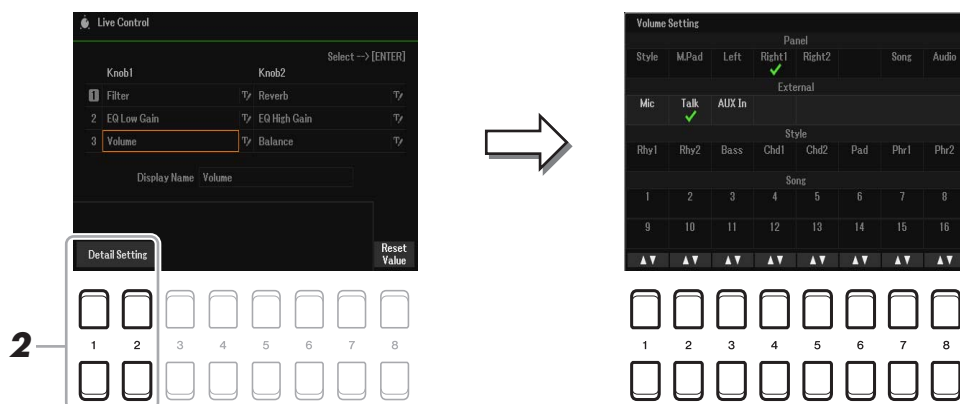 Live Control
Select --> [ENTER]
Knob1 Knob2
1 Filter Reverb
2 EQ Low Gain EQ High Gain
3 Volume Balance
Display Name Volume
Detail Setting Reset Value
2
1 2 3 4 5 6 7 8
Volume Setting
Panel
Style M.Pad Left Right1 Right2 Song Audio
External
Mic Talk AUX In
Style
Rhy1 Rhy2 Bass Chd1 Chd2 Pad Phr1 Phr2
Song
1 2 3 4 5 6 7 8
9 10 11 12 13 14 15 16
1 2 3 4 5 6 7 8